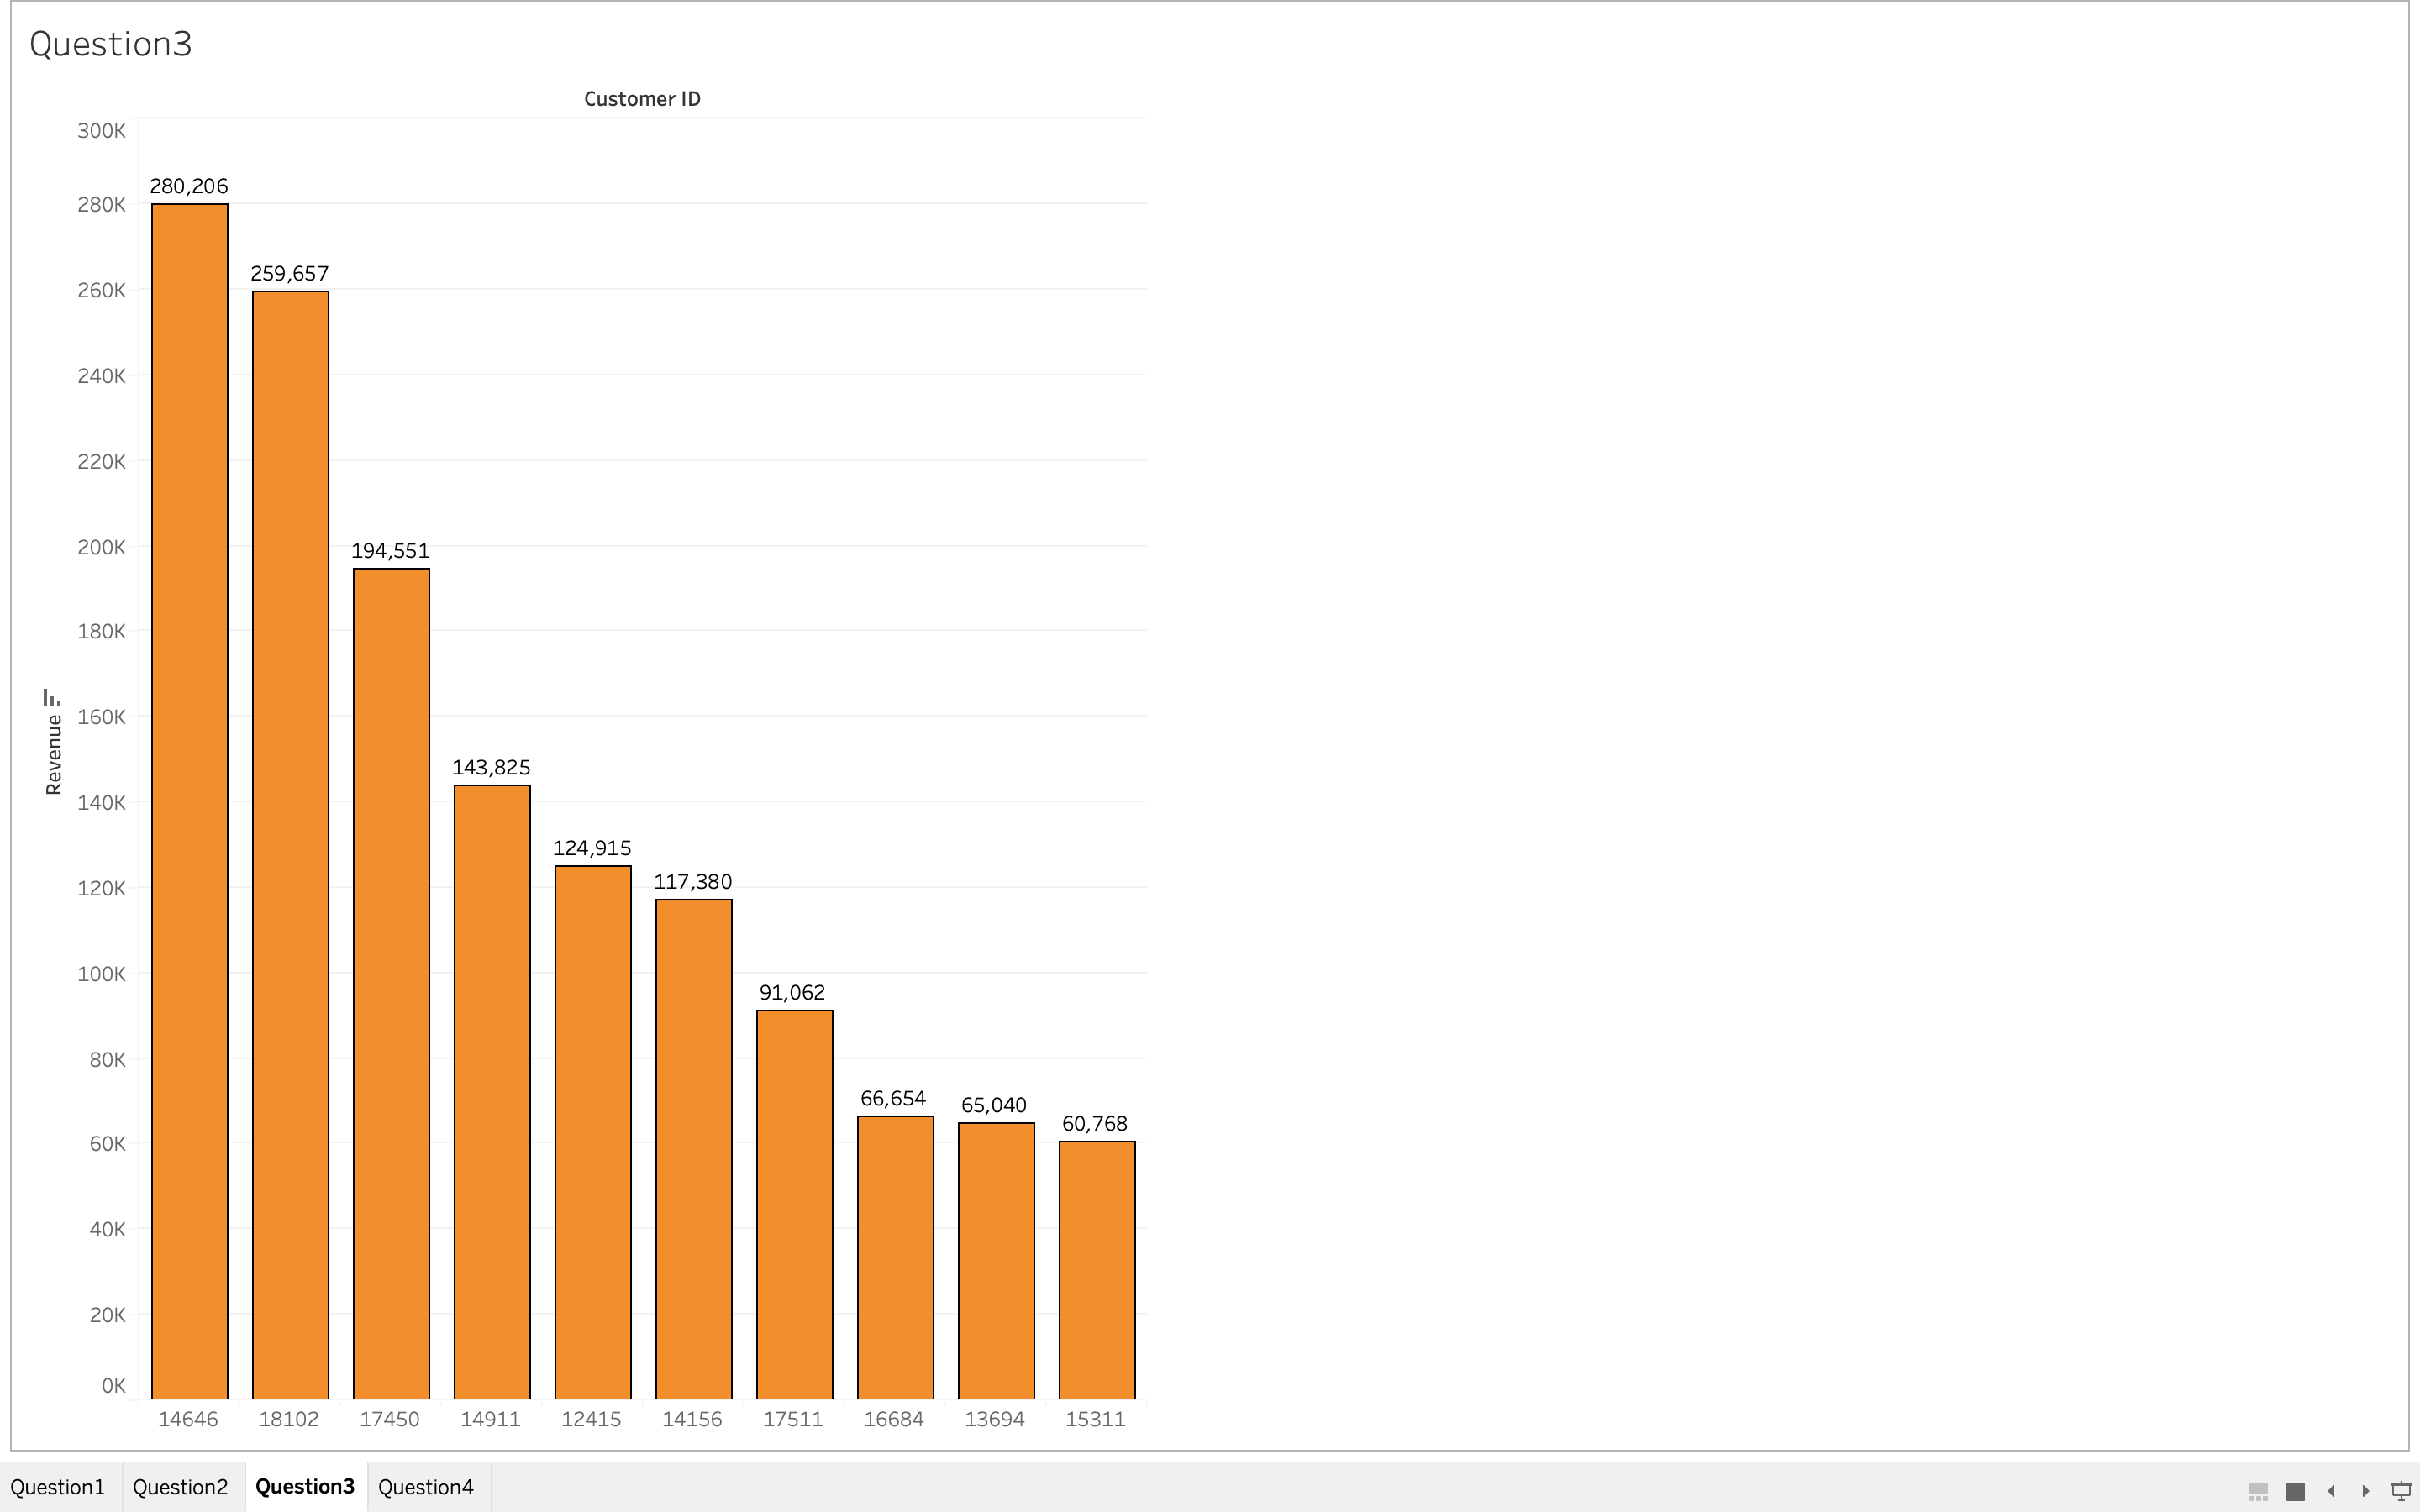 Question3
Customer ID
300K
280K
260K
240K
220K
200K
180K
160K
140K
120K
100K
80K
60K
40K
20K
0K
Revenue
280,206
259,657
194,551
143,825
124,915
117,380
91,062
66,654
65,040
60,768
14646 18102 17450 14911 12415 14156 17511 16684 13694 15311
Question1 Question2 Question3 Question4